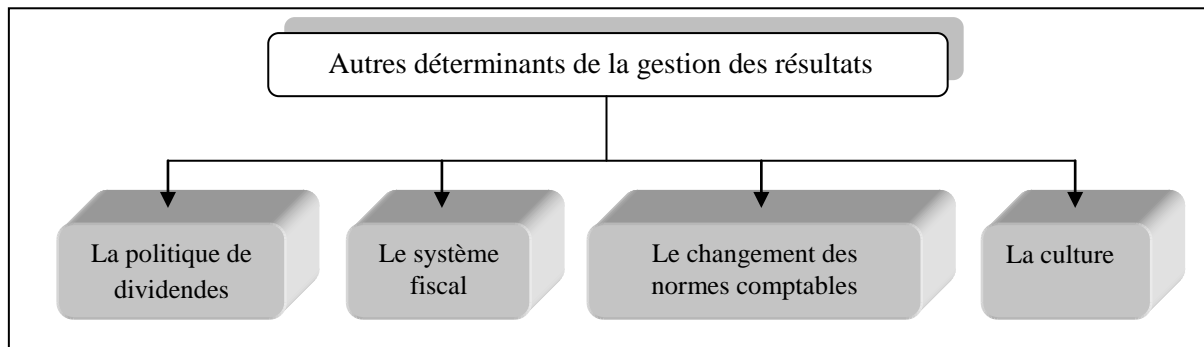 Autres déterminants de la gestion des résultats
La politique de
dividendes
Le système
fiscal
Le changement des
normes comptables
La culture